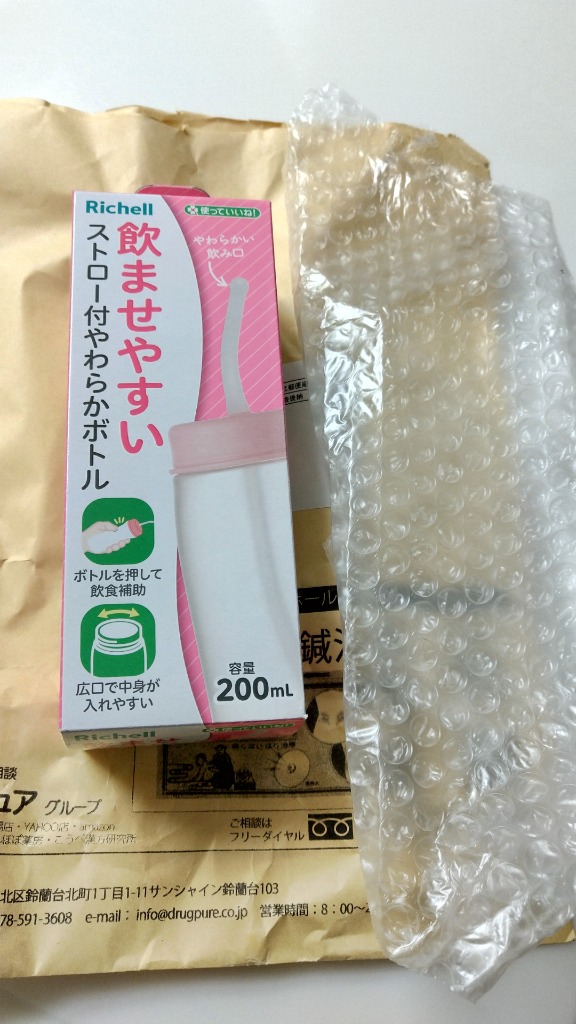 Richell
使っていいね!
飲ませやすい
ストロー付やわらかボトル
やわらかい
飲み口
ボトルを押して
飲食補助
広口で中身が
入れやすい
容量
200mL
Richell
ュア グループ
ご相談は
フリーダイヤル
北区鈴蘭台北町1丁目1-11サンシャイン鈴蘭台103
78-591-3608 e-mail : info@drugpure.co.jp 営業時間:8:00~